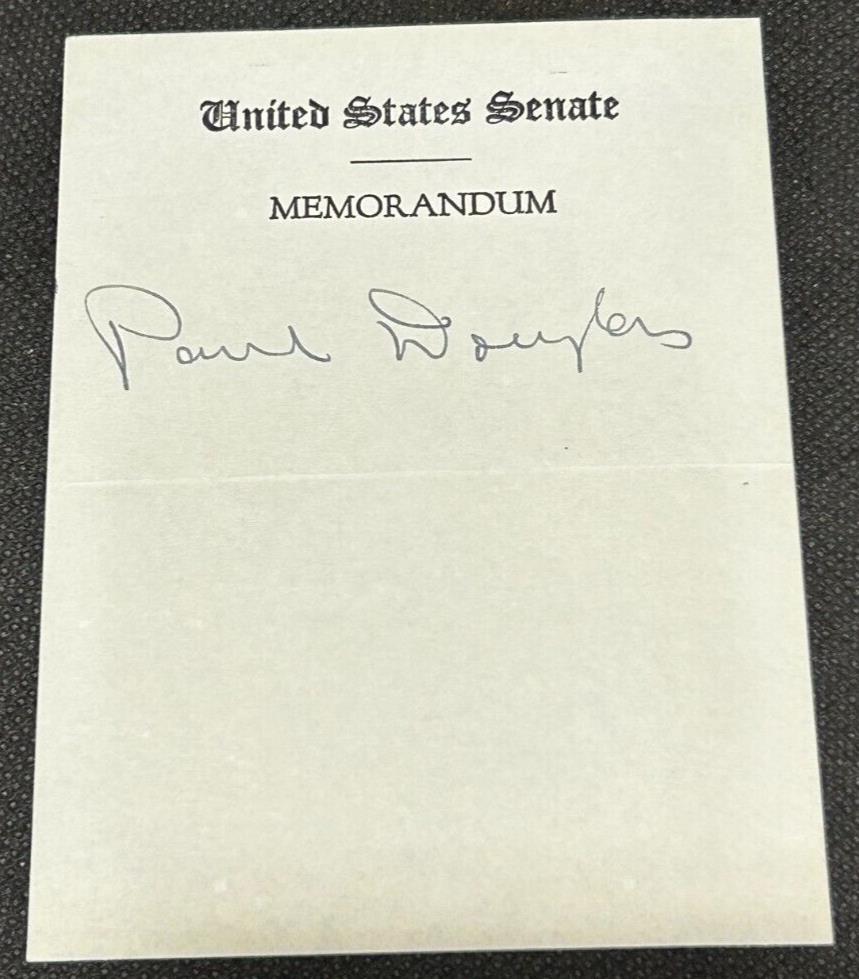 United States Senate
MEMORANDUM
Paul Douglas